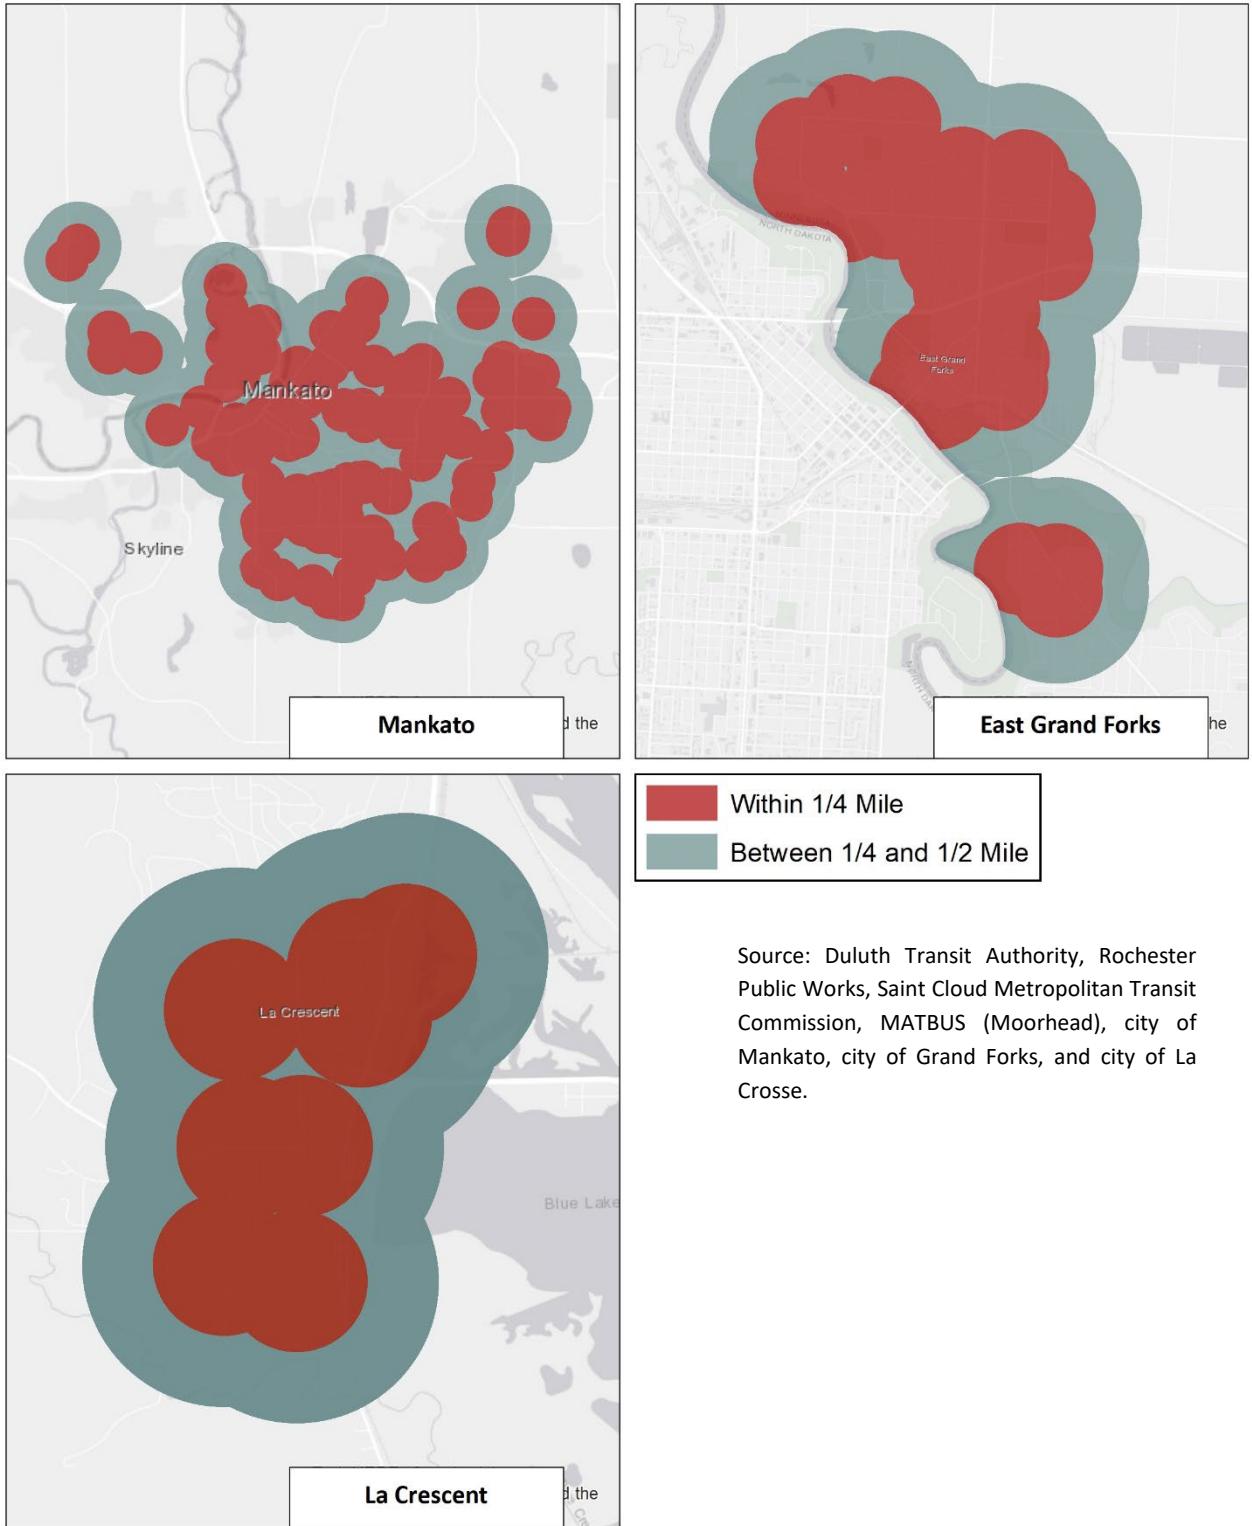 Mankato
Skyline
Mankato
d the
MINNESOTA
NORTH DAKOTA
East Grand
Forks
NORTH DAK
East Grand Forks
he
La Crescent
Blue Lake
La Crescent
d the
Within 1/4 Mile
Between 1/4 and 1/2 Mile
Source: Duluth Transit Authority, Rochester
Public Works, Saint Cloud Metropolitan Transit
Commission, MATBUS (Moorhead), city of
Mankato, city of Grand Forks, and city of La
Crosse.